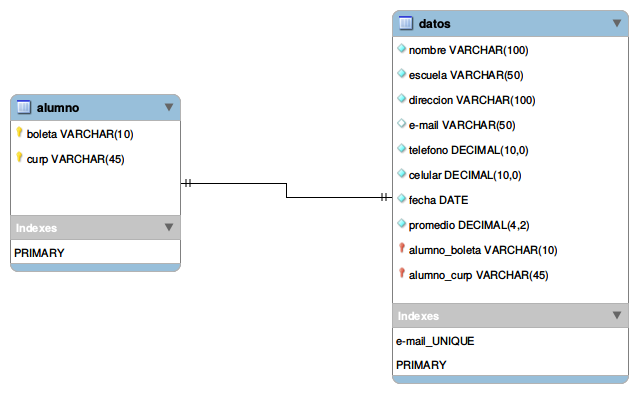 alumno
boleta VARCHAR(10)
curp VARCHAR(45)
Indexes
PRIMARY
datos
nombre VARCHAR(100)
escuela VARCHAR(50)
direccion VARCHAR(100)
e-mail VARCHAR(50)
telefono DECIMAL(10,0)
celular DECIMAL(10,0)
fecha DATE
promedio DECIMAL(4,2)
alumno_boleta VARCHAR(10)
alumno_curp VARCHAR(45)
Indexes
e-mail_UNIQUE
PRIMARY